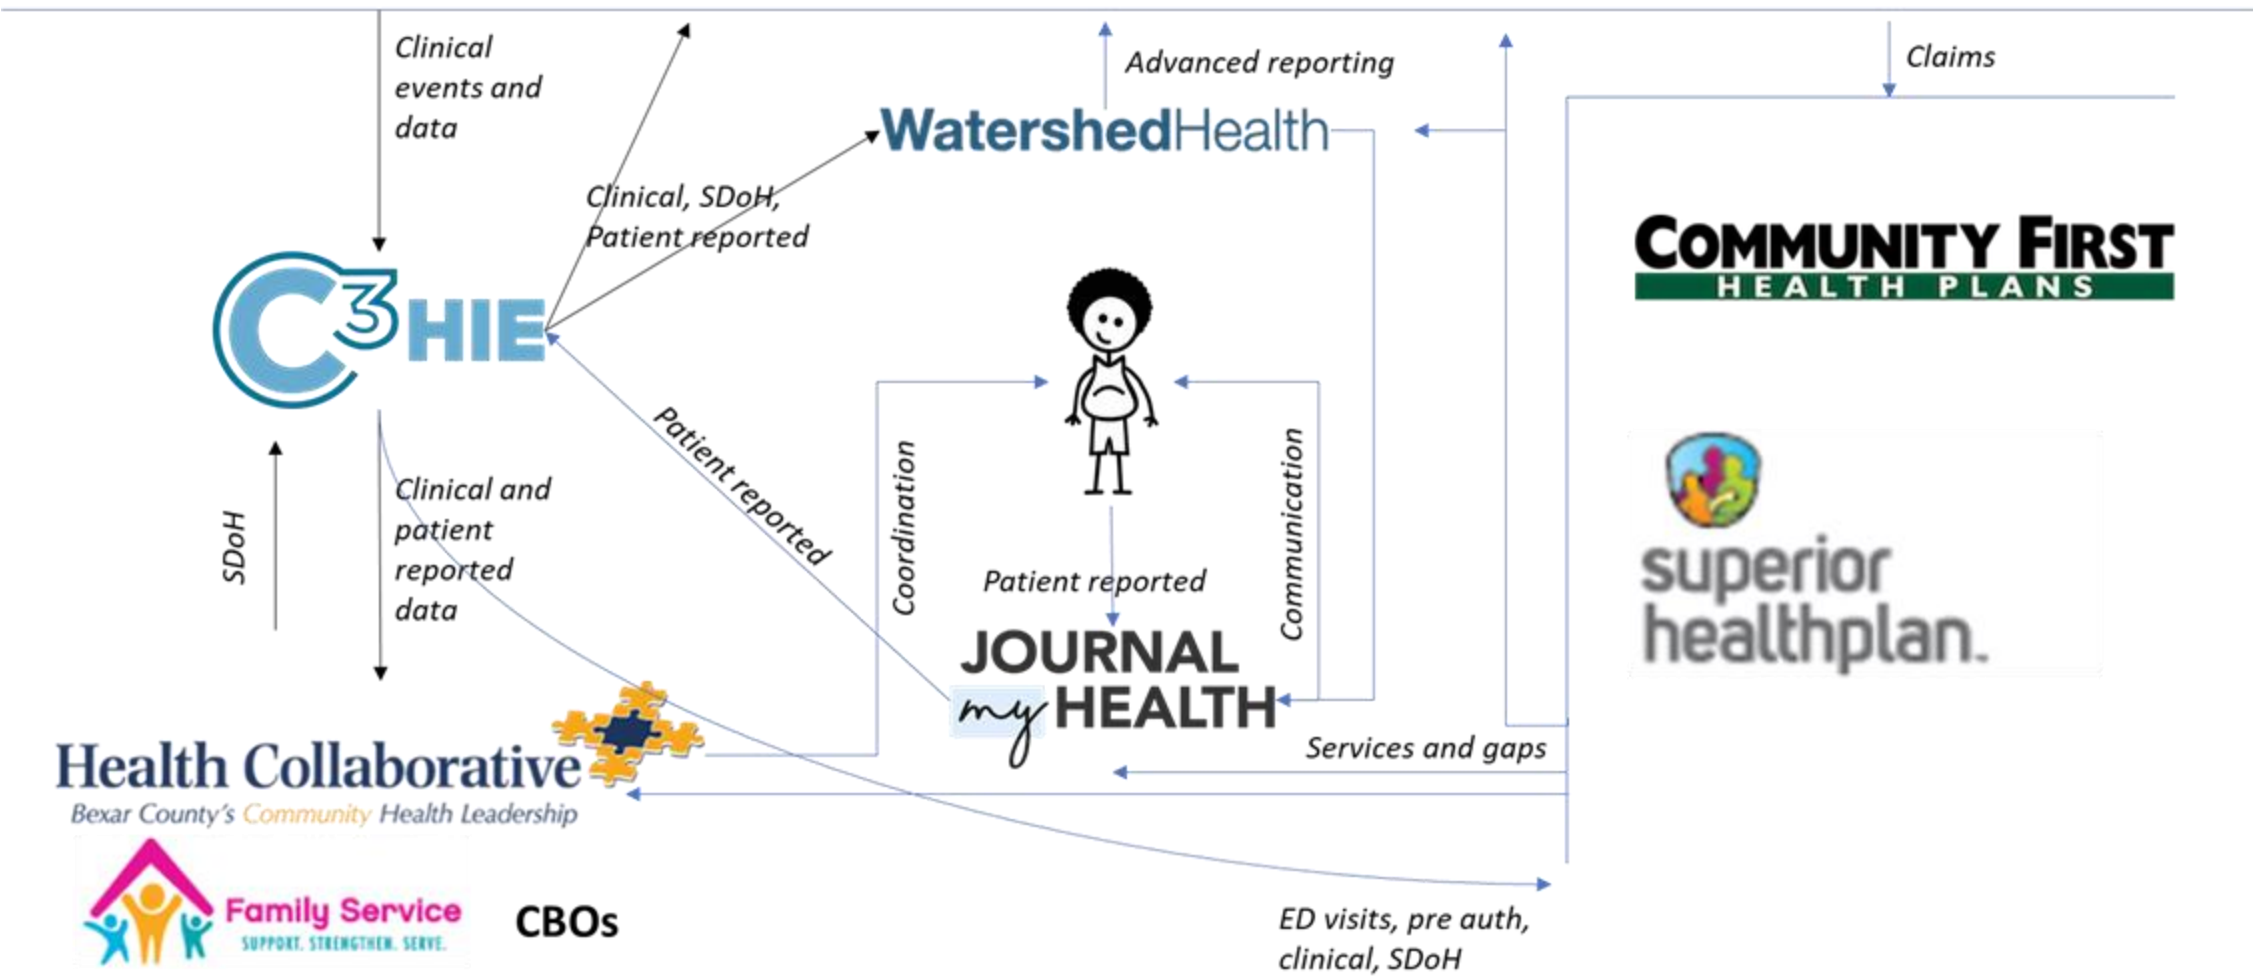 Clinical
events and
data
Advanced reporting
Claims
WatershedHealth
Clinical, SDoH,
Patient reported
COMMUNITY FIRST
HEALTH PLANS
C3HIE
Patient reported
Coordination
Communication
SDoH
Clinical and
patient
reported
data
Patient reported
superior
healthplan™
JOURNAL
my HEALTH
Services and gaps
Health Collaborative
Bexar County's Community Health Leadership
Family Service
SUPPORT. STRENGTHEN. SERVE.
CBOs
ED visits, pre auth,
clinical, SDoH